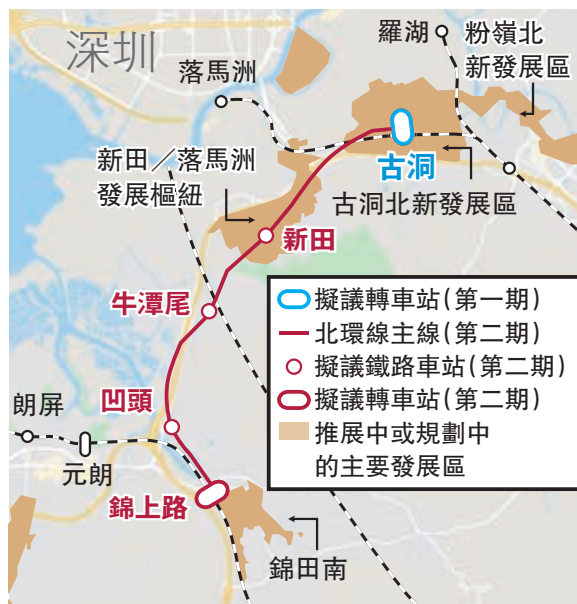 深圳
羅湖
粉嶺北
新發展區
落馬洲
古洞
新田／落馬洲
發展樞紐
古洞北新發展區
新田
牛潭尾
擬議轉車站(第一期)
北環線主線(第二期)
擬議鐵路車站(第二期)
擬議轉車站(第二期)
推展中或規劃中
的主要發展區
凹頭
朗屏
元朗
錦上路
錦田南